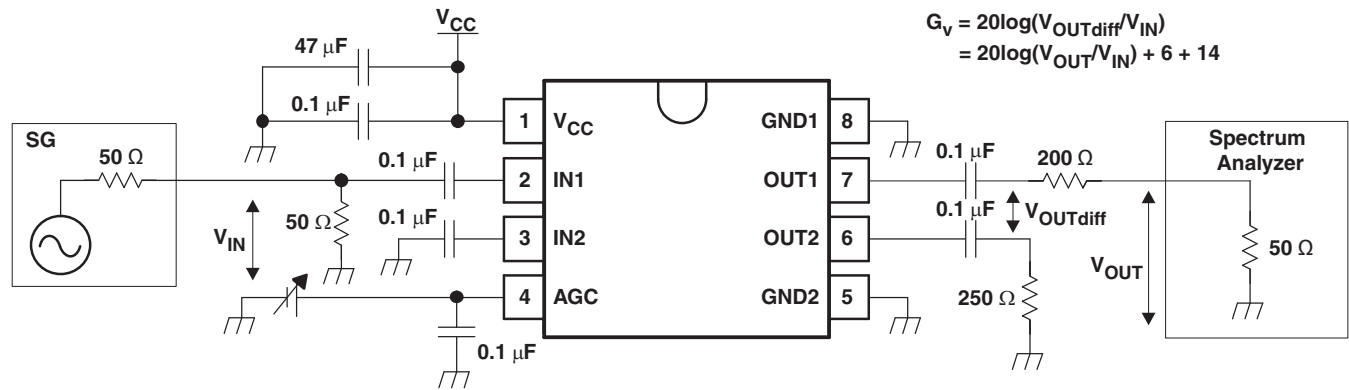 V_CC
G_v = 20log(V_OUTdiff/V_IN)
= 20log(V_OUT/V_IN) + 6 + 14
47 µF
0.1 µF
SG
50 Ω
V_IN
50 Ω
0.1 µF
0.1 µF
0.1 µF
1 V_CC
2 IN1
3 IN2
4 AGC
GND1 8
OUT1 7
OUT2 6
GND2 5
0.1 µF
200 Ω
0.1 µF
V_OUTdiff
250 Ω
V_OUT
Spectrum
Analyzer
50 Ω